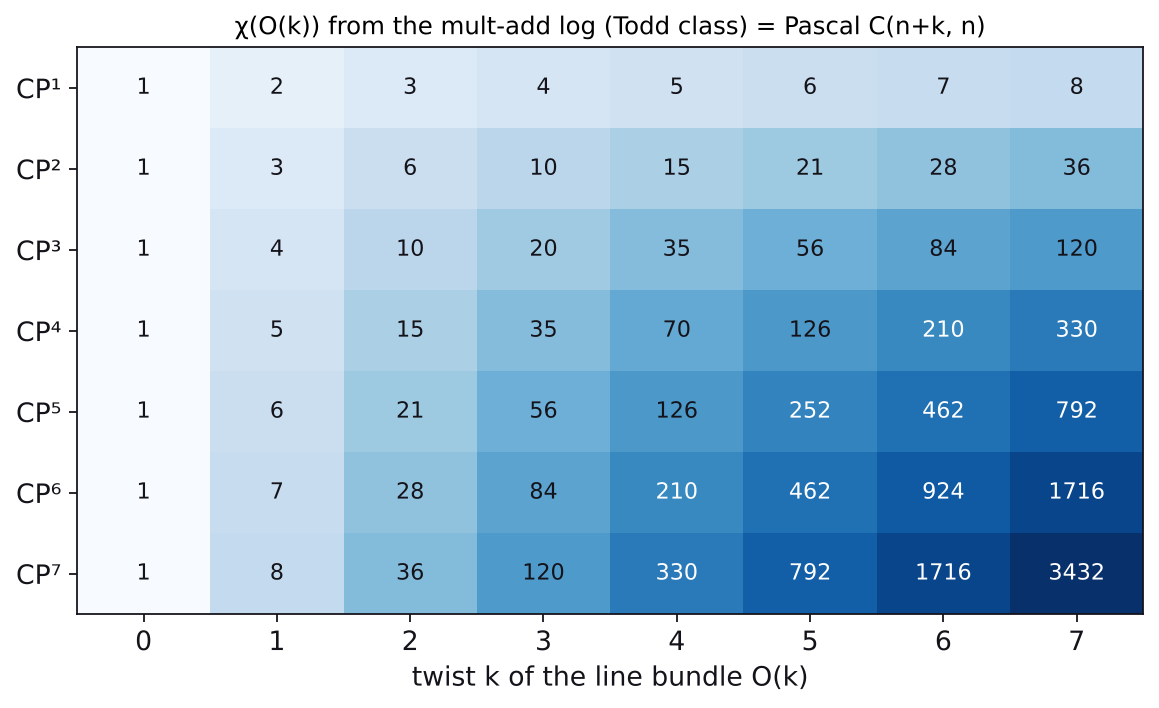 χ(O(k)) from the mult-add log (Todd class) = Pascal C(n+k, n)
CP¹ 1 2 3 4 5 6 7 8
CP² 1 3 6 10 15 21 28 36
CP³ 1 4 10 20 35 56 84 120
CP⁴ 1 5 15 35 70 126 210 330
CP⁵ 1 6 21 56 126 252 462 792
CP⁶ 1 7 28 84 210 462 924 1716
CP⁷ 1 8 36 120 330 792 1716 3432
0 1 2 3 4 5 6 7
twist k of the line bundle O(k)